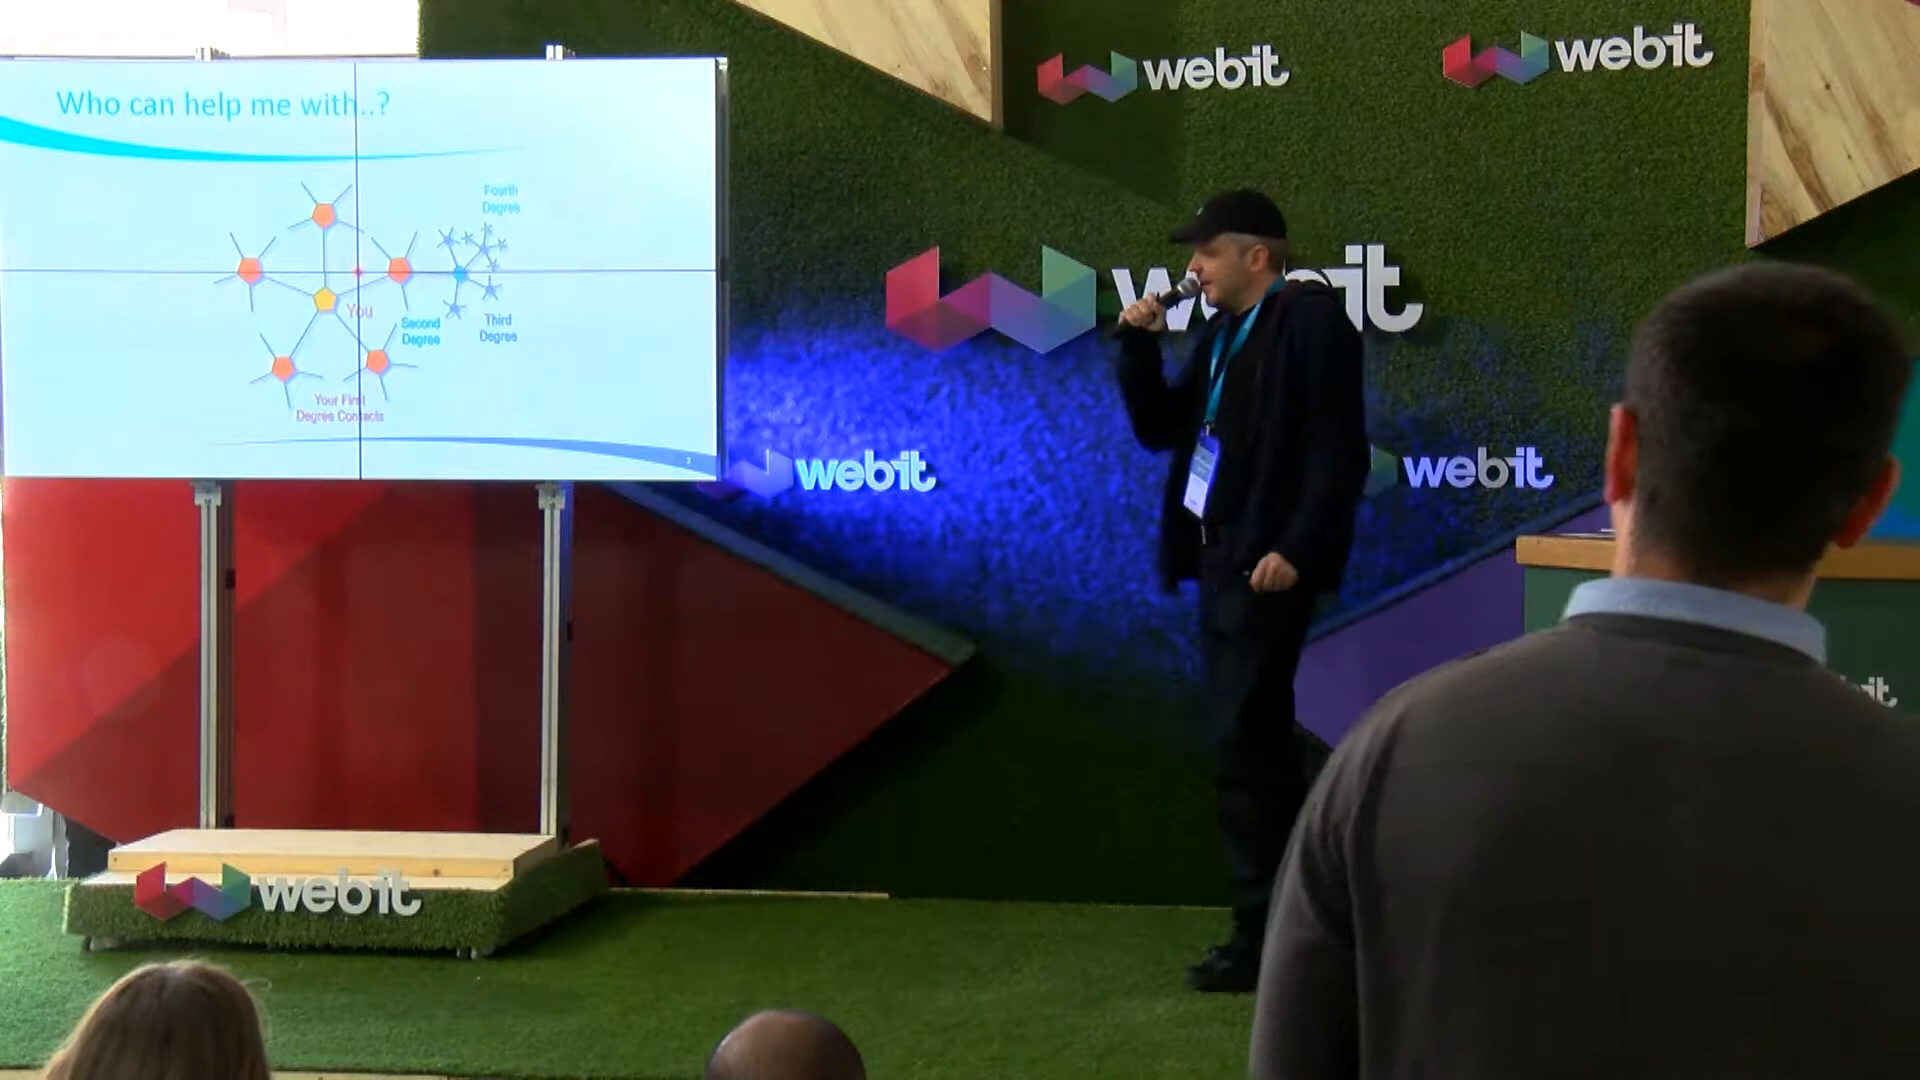 Who can help me with..?
Fourth
Degree
You
Second
Degree
Third
Degree
Your First
Degree Contacts
2
webit
webit
webit
webit
webit
webit